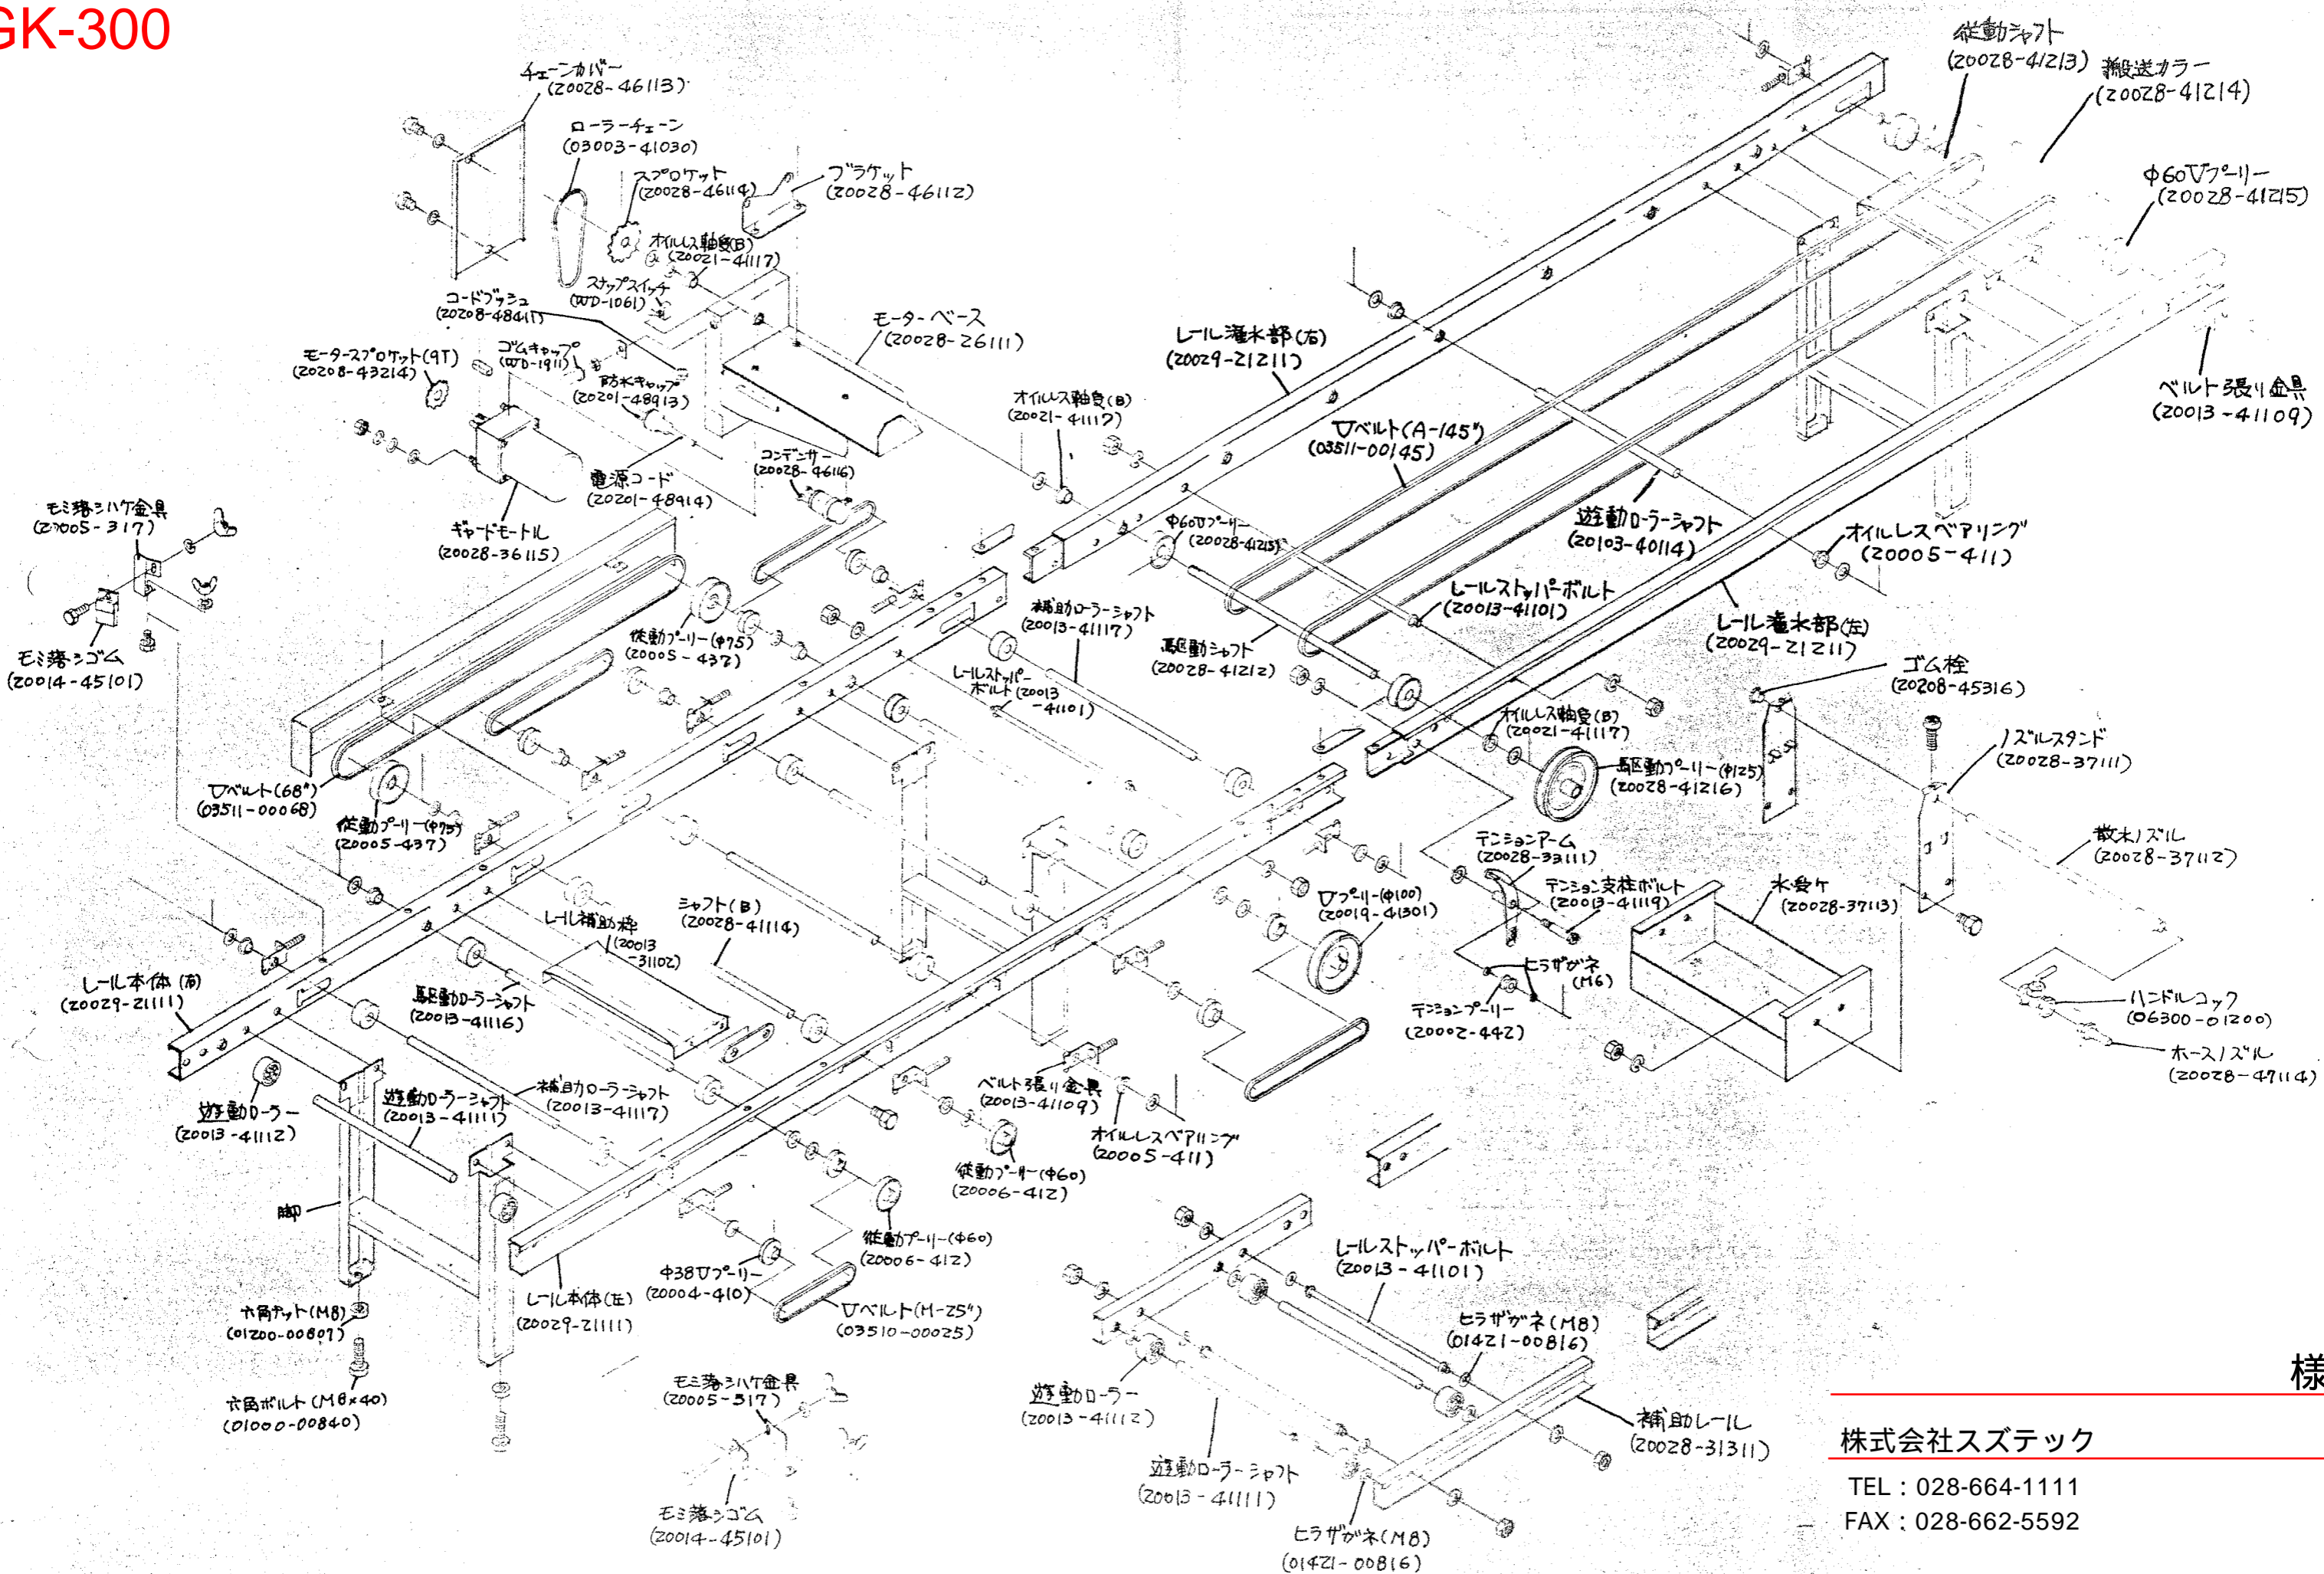 GK-300
チェーンカバー
(20028-46113)
ローラーチェーン
(03003-41030)
スプロケット
(20028-46114)
ブラケット
(20028-46112)
オイルレス軸受(B)
(20021-41117)
スナップスイッチ
(WD-1061)
コードブッシュ
(20208-48411)
ゴムキャップ
(WD-1911)
モータースプロケット(9T)
(20208-43214)
防水キャップ
(20201-48913)
モーターベース
(20028-26111)
電源コード
(20201-48914)
コンデンサー
(20028-46116)
ギヤードモートル
(20028-36115)
オイルレス軸受(B)
(20021-41117)
従動シャフト
(20028-41213)
搬送カラー
(20028-41214)
φ60Vプーリー
(20028-41215)
ベルト張り金具
(20013-41109)
レール灌水部(右)
(20029-21211)
Vベルト(A-145")
(03511-00145)
φ60Vプーリー
(20028-41215)
遊動ローラーシャフト
(20103-40114)
オイルレスベアリング
(20005-411)
レールストッパーボルト
(20013-41101)
レール灌水部(左)
(20029-21211)
補助ローラーシャフト
(20013-41117)
駆動シャフト
(20028-41212)
レールストッパー
ボルト(20013
-41101)
モミ落シハケ金具
(20005-317)
モミ落シゴム
(20014-45101)
従動プーリー(φ75)
(20005-437)
Vベルト(68")
(03511-00068)
従動プーリー(φ75)
(20005-437)
ゴム栓
(20208-45316)
ノズルスタンド
(20028-37111)
オイルレス軸受(B)
(20021-41117)
駆動プーリー(φ125)
(20028-41216)
散水ノズル
(20028-37112)
テンションアーム
(20028-33111)
テンション支柱ボルト
(20013-41119)
水受ケ
(20028-37113)
Vプーリー(φ100)
(20019-41301)
ヒラザガネ
(M6)
テンションプーリー
(20002-442)
ハンドルコック
(06300-01200)
ホースノズル
(20028-47114)
シャフト(B)
(20028-41114)
レール補助枠
(20013
-31102)
レール本体(右)
(20029-21111)
駆動ローラーシャフト
(20013-41116)
遊動ローラー
(20013-41112)
遊動ローラーシャフト
(20013-41111)
補助ローラーシャフト
(20013-41117)
ベルト張り金具
(20013-41109)
オイルレスベアリング
(20005-411)
従動プーリー(φ60)
(20006-412)
従動プーリー(φ60)
(20006-412)
脚
φ38Vプーリー
(20004-410)
Vベルト(M-25")
(03510-00025)
レール本体(左)
(20029-21111)
六角ナット(M8)
(01200-00807)
六角ボルト(M8×40)
(01000-00840)
モミ落シハケ金具
(20005-317)
モミ落シゴム
(20014-45101)
レールストッパーボルト
(20013-41101)
ヒラザガネ(M8)
(01421-00816)
遊動ローラー
(20013-41112)
遊動ローラーシャフト
(20013-41111)
補助レール
(20028-31311)
ヒラザガネ(M8)
(01421-00816)
様
株式会社スズテック
TEL：028-664-1111
FAX：028-662-5592